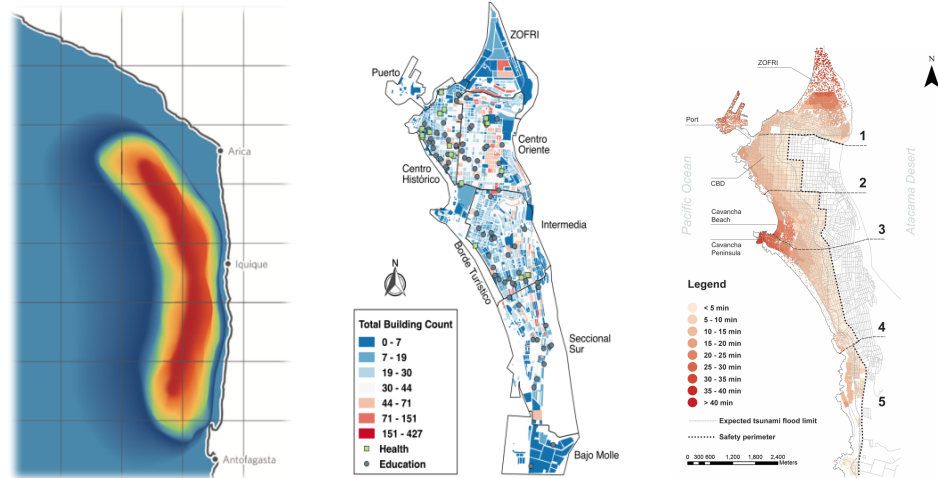 Arica
Iquique
Antofagasta
ZOFRI
Puerto
Centro
Oriente
Centro
Histórico
Intermedia
Borde Turístico
N
Seccional
Sur
Bajo Molle
Total Building Count
0 - 7
7 - 19
19 - 30
30 - 44
44 - 71
71 - 151
151 - 427
Health
Education
N
ZOFRI
Port
1
CBD
2
Pacific Ocean
Atacama Desert
Cavancha
Beach
3
Cavancha
Peninsula
Legend
< 5 min
5 - 10 min
10 - 15 min
15 - 20 min
20 - 25 min
25 - 30 min
30 - 35 min
35 - 40 min
> 40 min
4
5
Expected tsunami flood limit
Safety perimeter
0 300 600 1,200 1,800 2,400
Meters